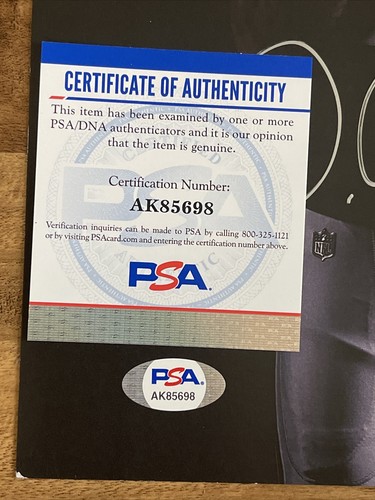 CERTIFICATE OF AUTHENTICITY
This item has been examined by one or more
PSA/DNA authenticators and it is our opinion
that the item is genuine.
Certification Number:
AK85698
Verification inquiries can be made to PSA by calling 800-325-1121
or by visiting PSAcard.com and entering the certification number above.
PSA®
NFL
PSA®
AK85698